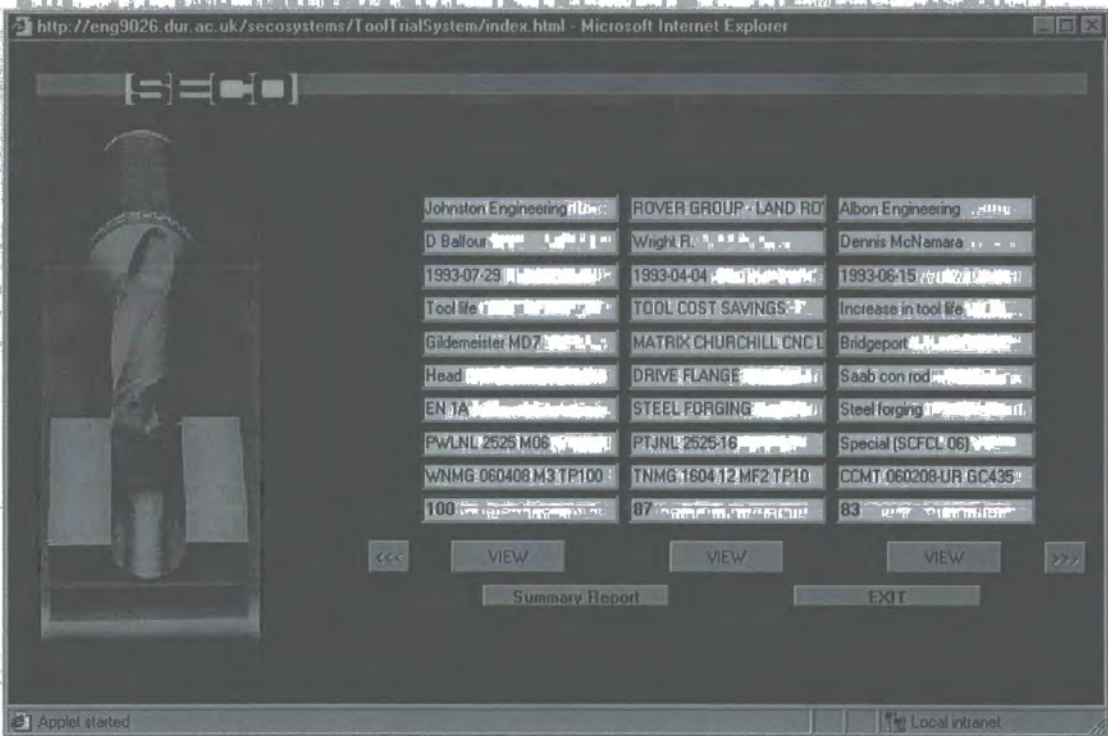 http://eng9026.dur.ac.uk/secosystems/ToolTrialSystem/index.html - Microsoft Internet Explorer
SECO
Johnston Engineering ROVER GROUP - LAND RO Albon Engineering
D Balfour Wright R. Dennis McNamara
1993-07-29 1993-04-04 1993-06-15
Tool life TOOL COST SAVINGS - Increase in tool life
Gildemeister MD7 MATRIX CHURCHILL CNC L Bridgeport
Head DRIVE FLANGE Saab con rod
EN 1A STEEL FORGING Steel forging
PWLNL 2525 M06 PTJNL 2525-16 Special (SCFCL 06)
WNMG 060408 M3 TP100 TNMG 1604 12 MF2 TP10 CCMT 060208-UR GC435
100 87 83
<<< VIEW VIEW VIEW >>>
Summary Report EXIT
Applet started Local intranet